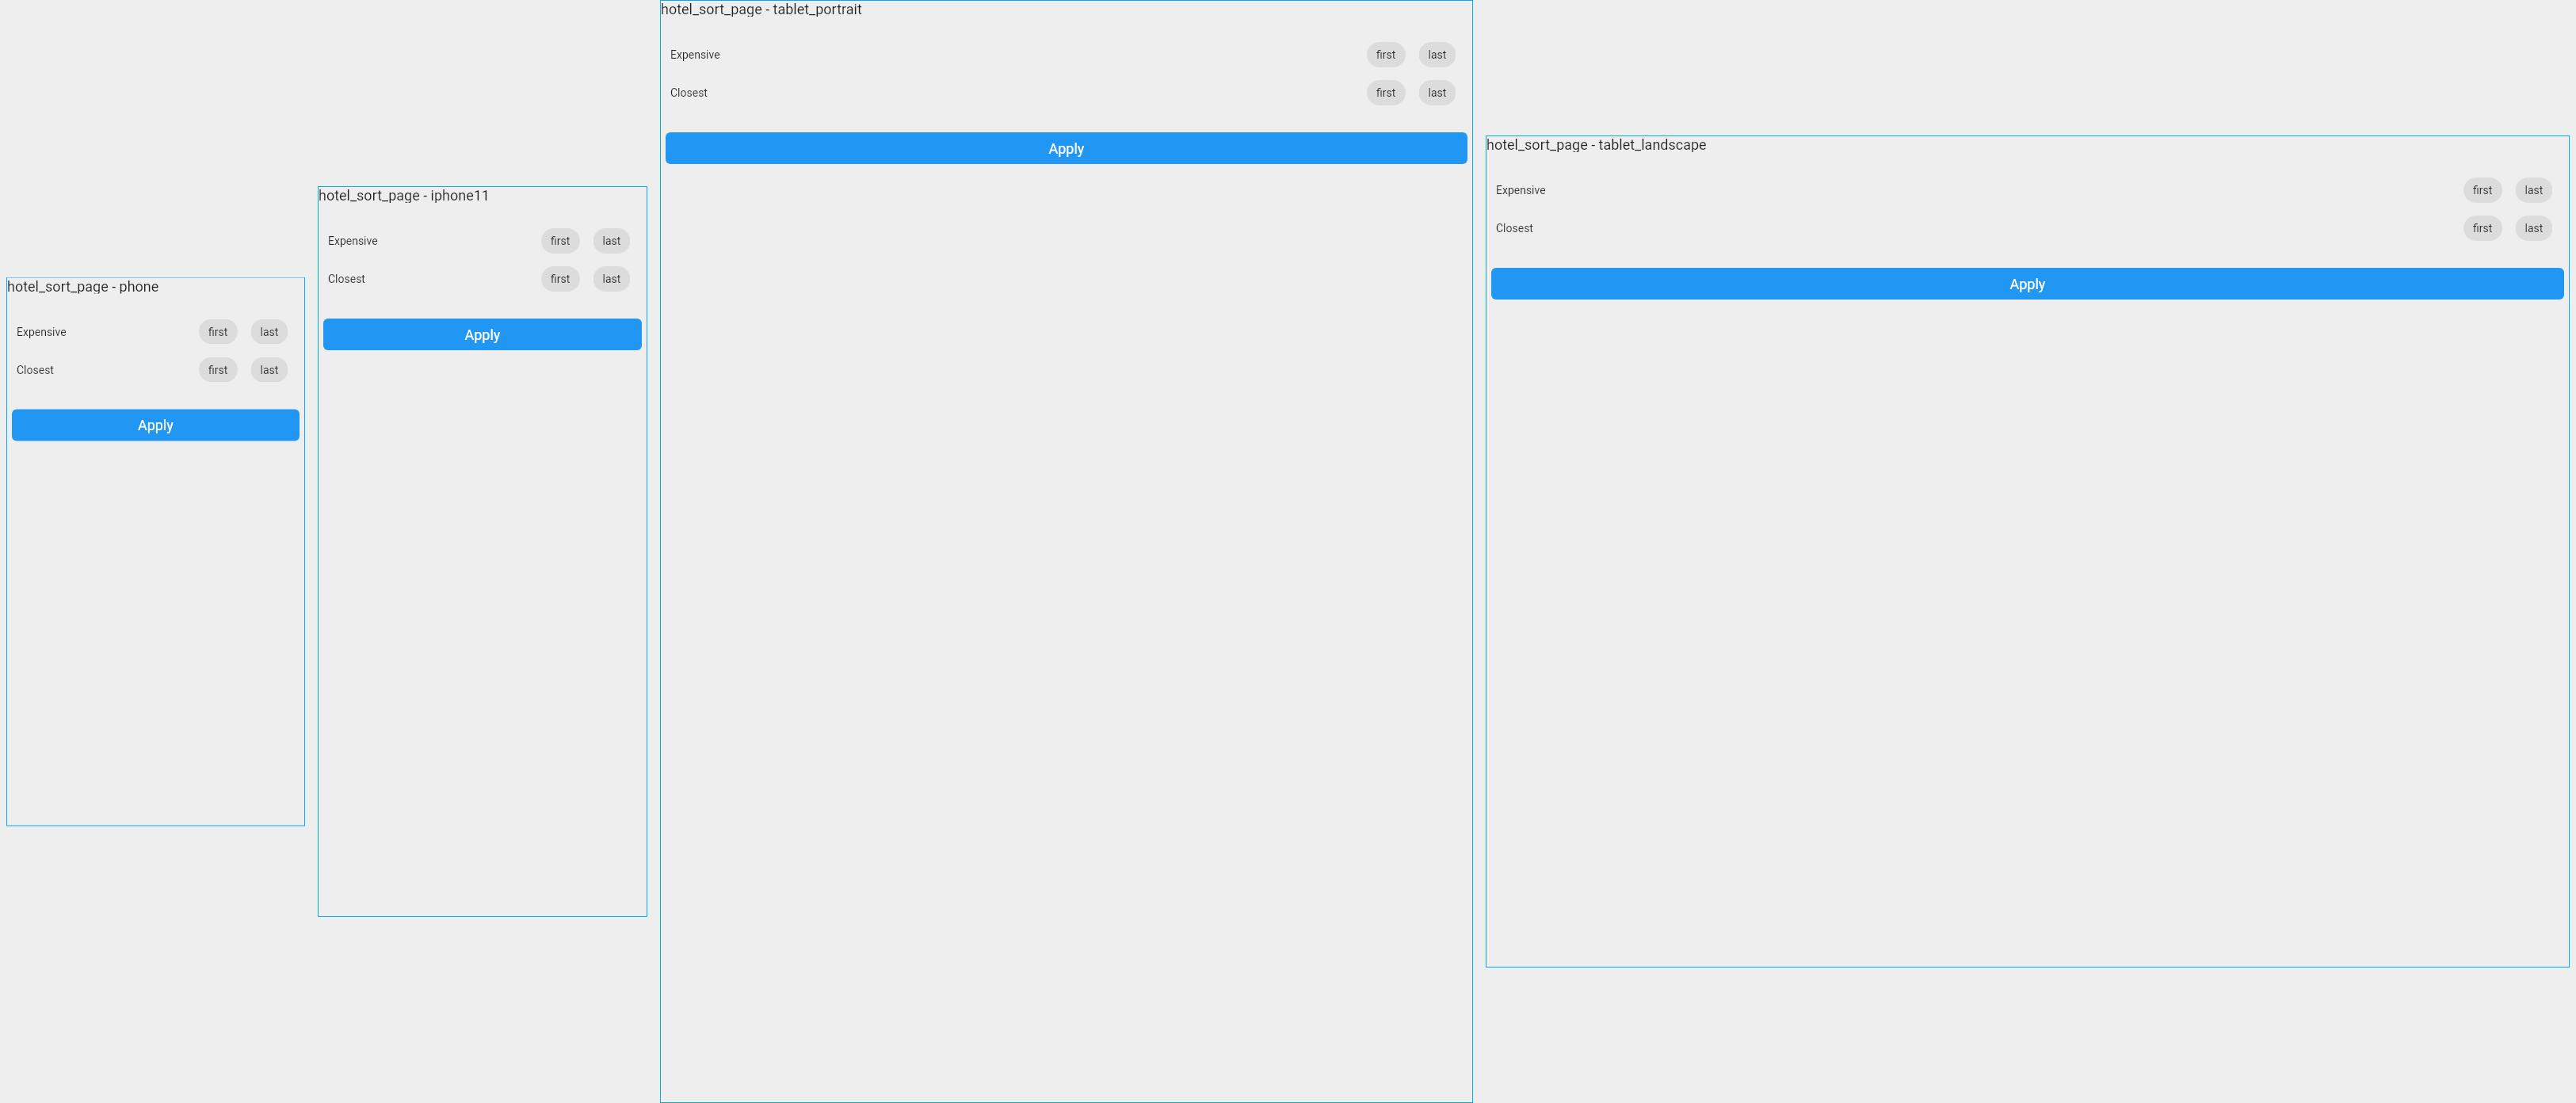 hotel_sort_page - phone
Expensive first last
Closest first last
Apply
hotel_sort_page - iphone11
Expensive first last
Closest first last
Apply
hotel_sort_page - tablet_portrait
Expensive first last
Closest first last
Apply
hotel_sort_page - tablet_landscape
Expensive first last
Closest first last
Apply